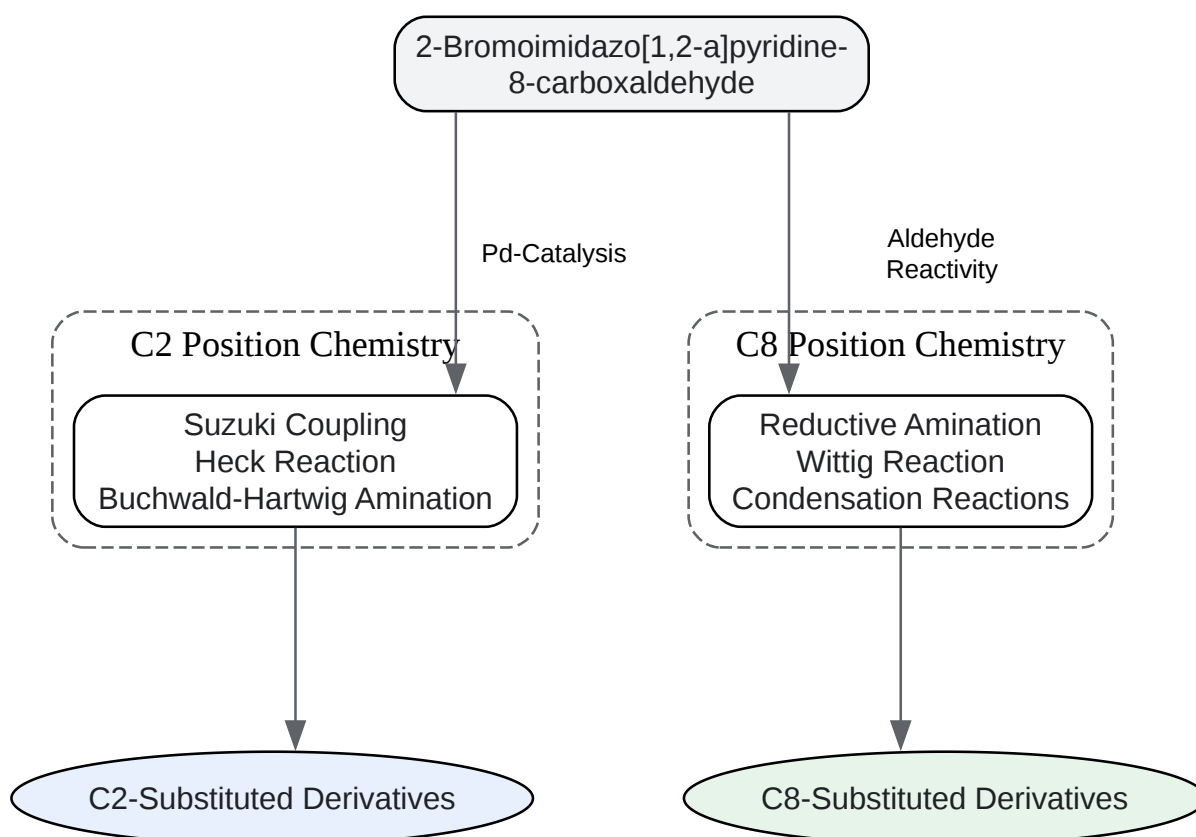 2-Bromoimidazo[1,2-a]pyridine-
8-carboxaldehyde
Pd-Catalysis
Aldehyde
Reactivity
C2 Position Chemistry
Suzuki Coupling
Heck Reaction
Buchwald-Hartwig Amination
C8 Position Chemistry
Reductive Amination
Wittig Reaction
Condensation Reactions
C2-Substituted Derivatives
C8-Substituted Derivatives